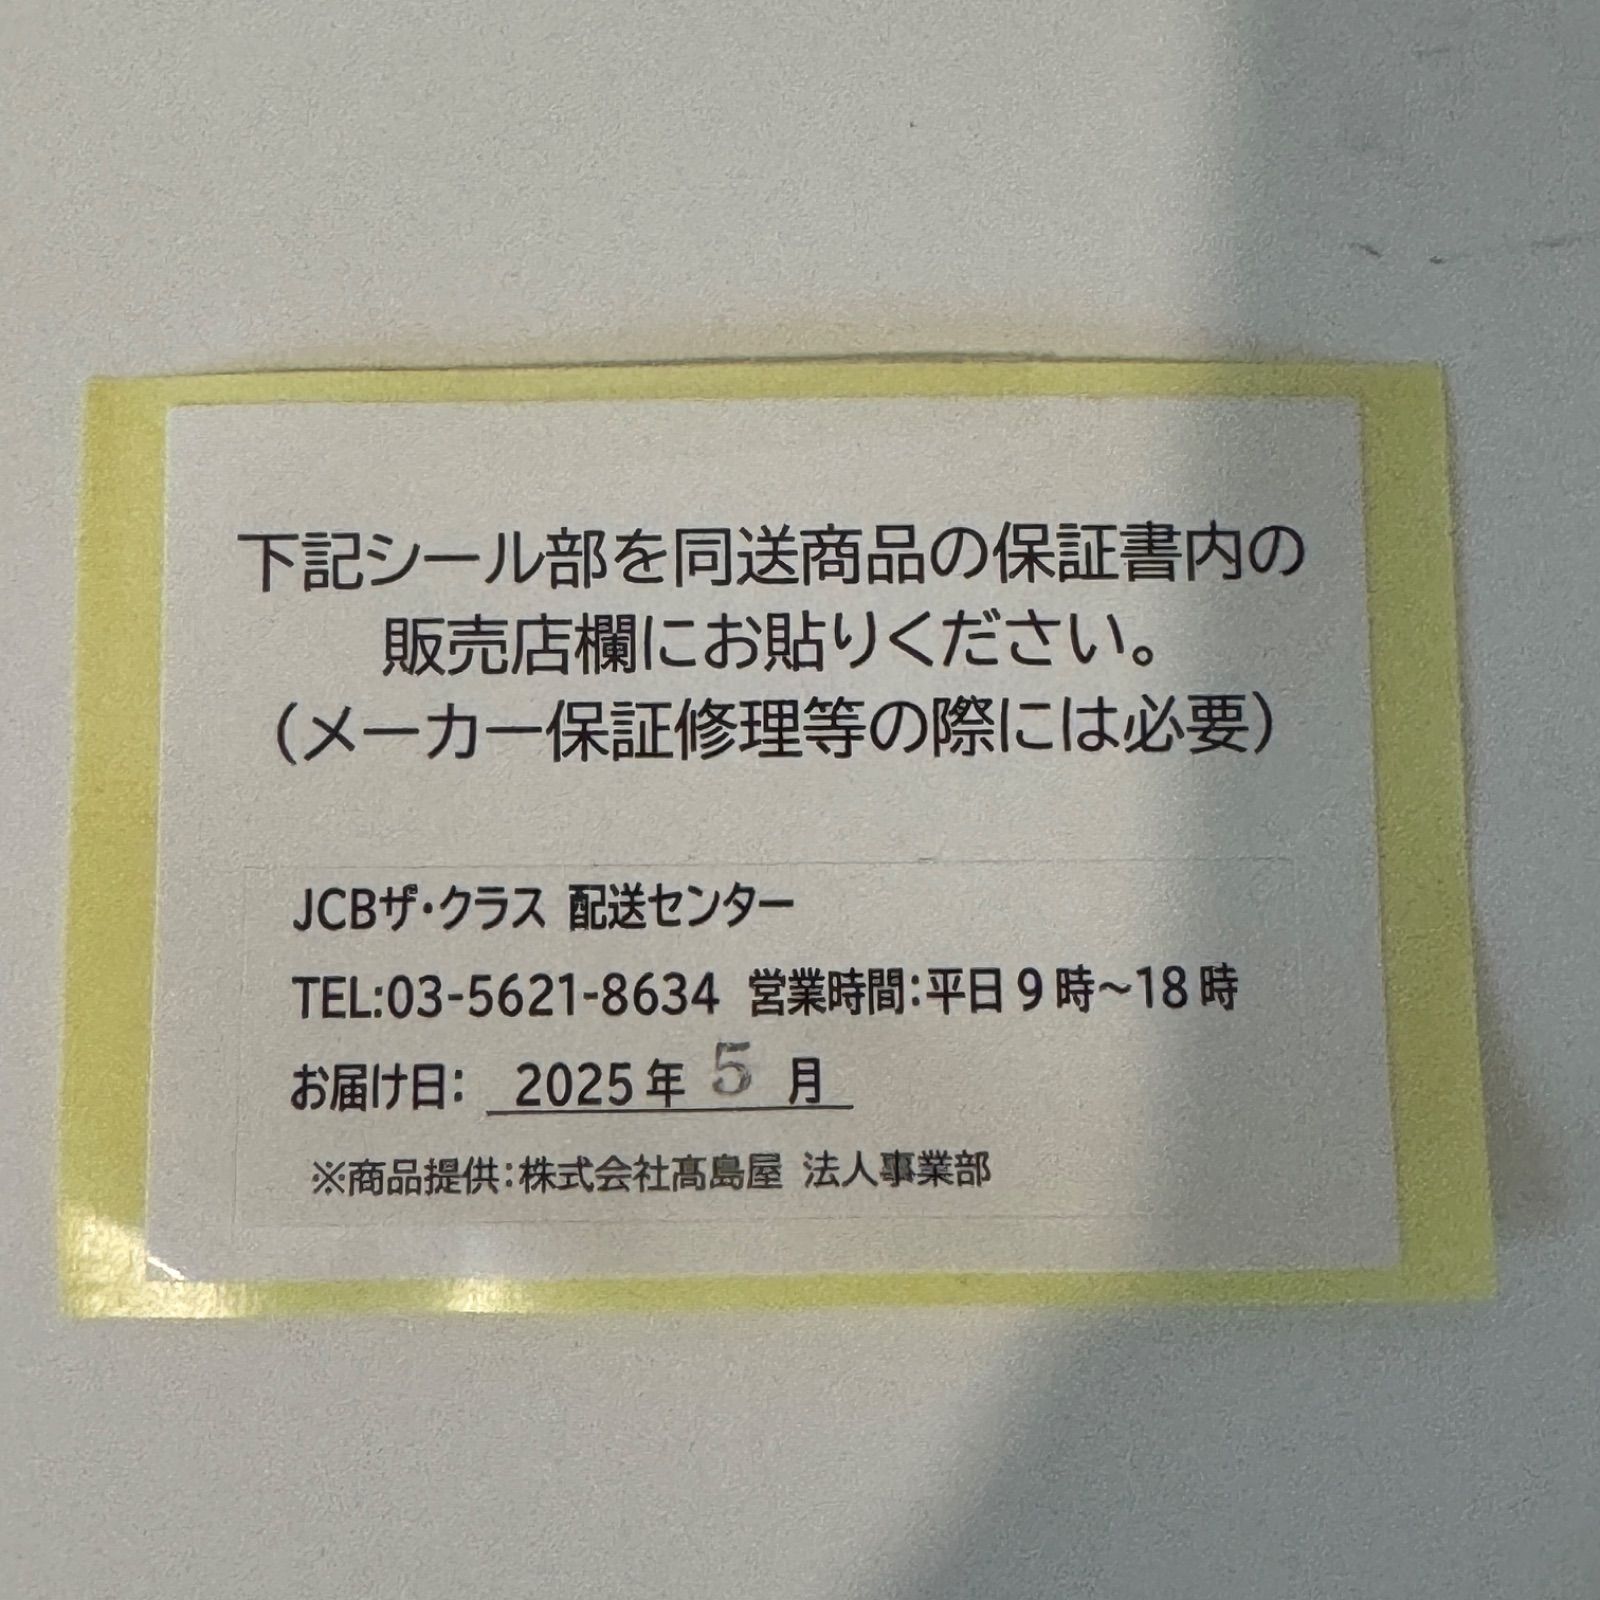 下記シール部を同送商品の保証書内の
販売店欄にお貼りください。
(メーカー保証修理等の際には必要)
JCBザ・クラス 配送センター
TEL:03-5621-8634 営業時間:平日9時~18時
お届け日: 2025年 5 月
※商品提供:株式会社髙島屋 法人事業部